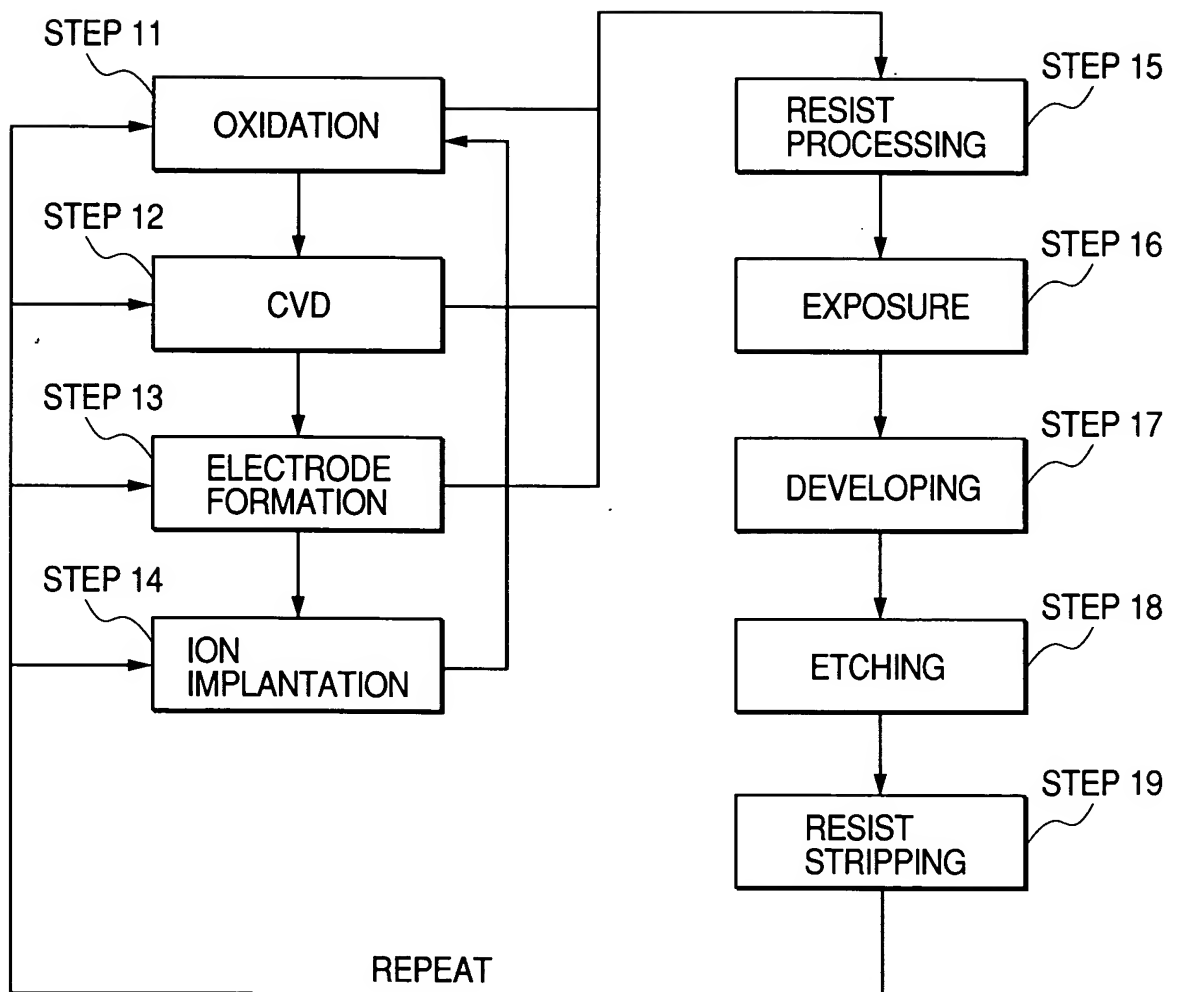 STEP 11
OXIDATION
STEP 12
CVD
STEP 13
ELECTRODE
FORMATION
STEP 14
ION
IMPLANTATION
STEP 15
RESIST
PROCESSING
STEP 16
EXPOSURE
STEP 17
DEVELOPING
STEP 18
ETCHING
STEP 19
RESIST
STRIPPING
REPEAT